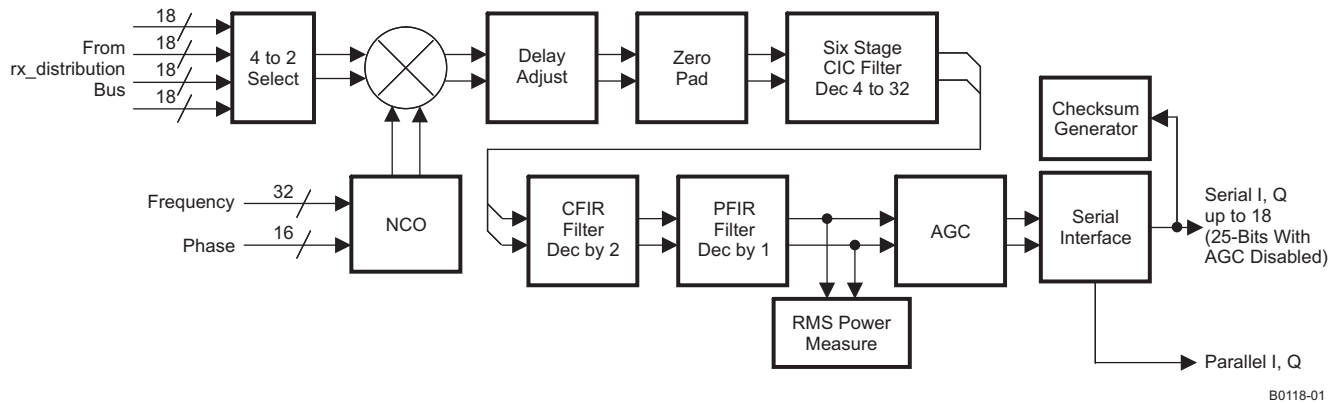 18
From
18
rx_distribution
18
Bus
18
4 to 2
Select
Delay
Adjust
Zero
Pad
Six Stage
CIC Filter
Dec 4 to 32
Checksum
Generator
Frequency
32
Phase
16
NCO
CFIR
Filter
Dec by 2
PFIR
Filter
Dec by 1
AGC
Serial
Interface
Serial I, Q
up to 18
(25-Bits With
AGC Disabled)
RMS Power
Measure
Parallel I, Q
B0118-01